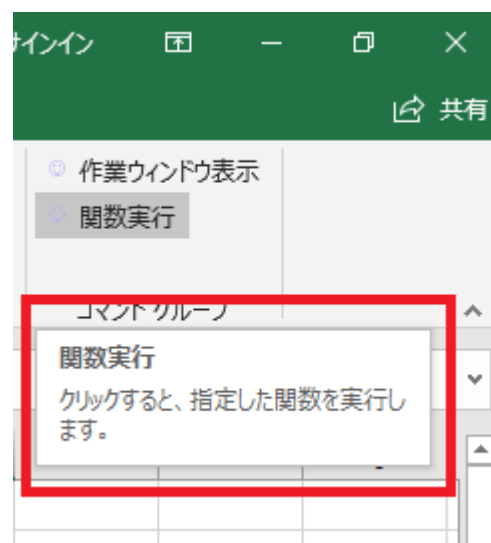 サインイン
共有
作業ウィンドウ表示
関数実行
コマンド グループ
関数実行
クリックすると、指定した関数を実行し
ます。